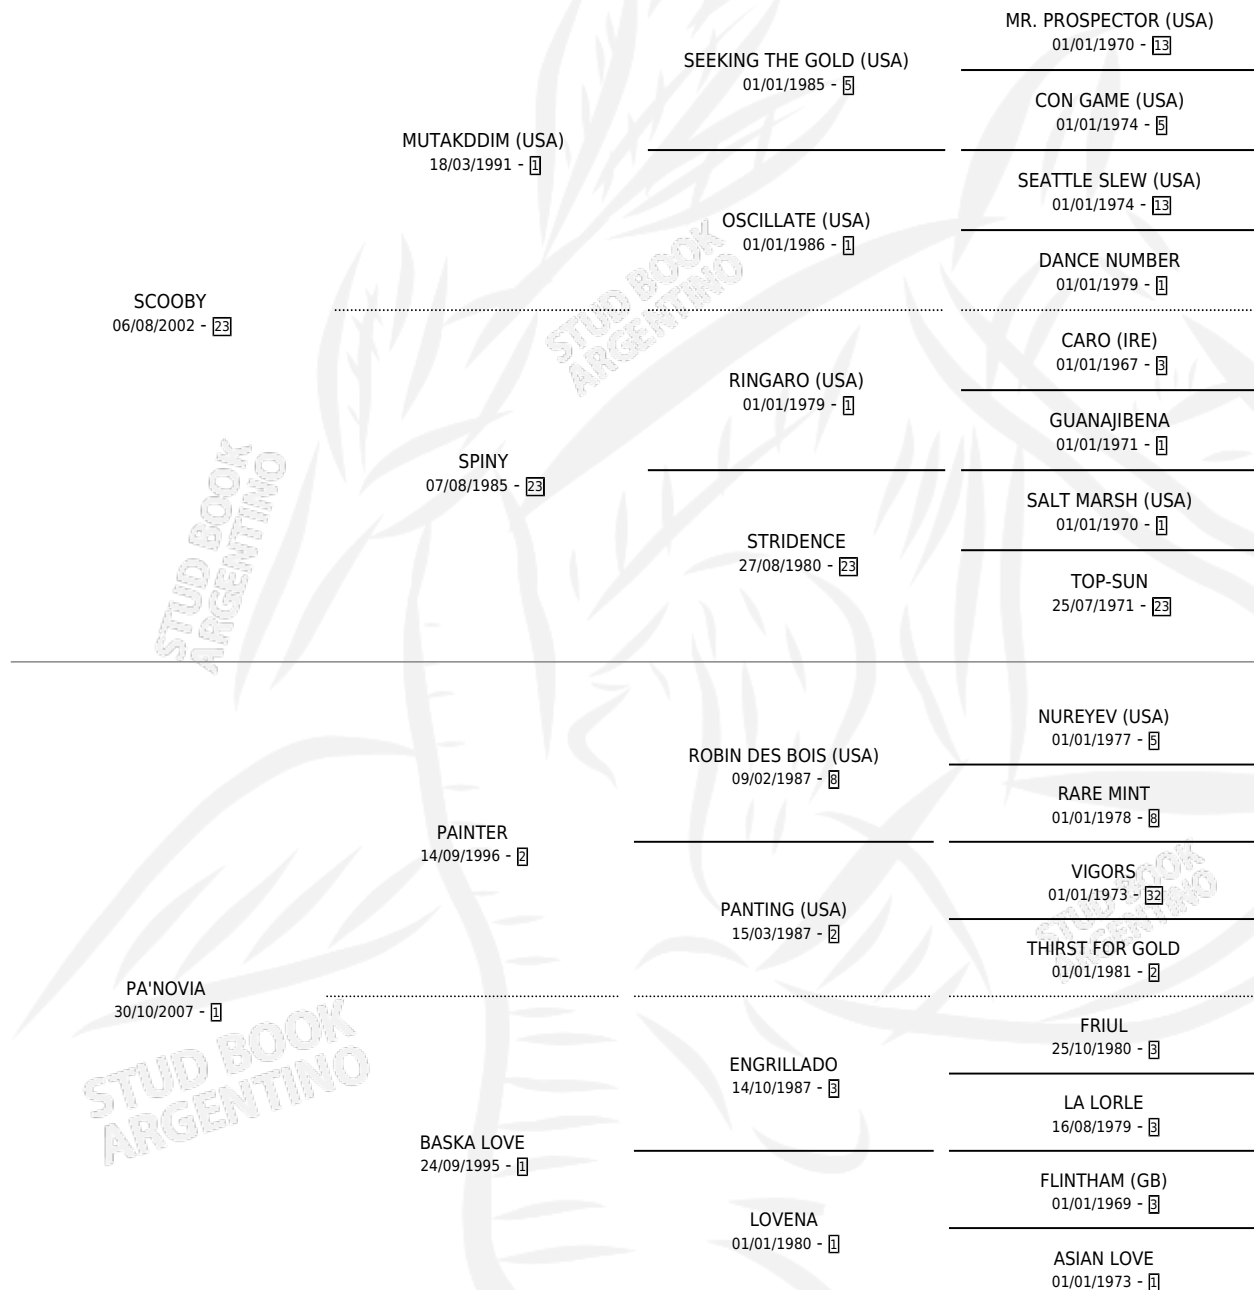 MR. PROSPECTOR (USA)
01/01/1970 - 13
SEEKING THE GOLD (USA)
01/01/1985 - 5
CON GAME (USA)
01/01/1974 - 5
MUTAKDDIM (USA)
18/03/1991 - 1
SEATTLE SLEW (USA)
01/01/1974 - 13
OSCILLATE (USA)
01/01/1986 - 1
DANCE NUMBER
01/01/1979 - 1
SCOOBY
06/08/2002 - 23
CARO (IRE)
01/01/1967 - 3
RINGARO (USA)
01/01/1979 - 1
GUANAJIBENA
01/01/1971 - 1
SPINY
07/08/1985 - 23
SALT MARSH (USA)
01/01/1970 - 1
STRIDENCE
27/08/1980 - 23
TOP-SUN
25/07/1971 - 23
NUREYEV (USA)
01/01/1977 - 5
ROBIN DES BOIS (USA)
09/02/1987 - 8
RARE MINT
01/01/1978 - 8
PAINTER
14/09/1996 - 2
VIGORS
01/01/1973 - 32
PANTING (USA)
15/03/1987 - 2
THIRST FOR GOLD
01/01/1981 - 2
PA'NOVIA
30/10/2007 - 1
FRIUL
25/10/1980 - 3
ENGRILLADO
14/10/1987 - 3
LA LORLE
16/08/1979 - 3
BASKA LOVE
24/09/1995 - 1
FLINTHAM (GB)
01/01/1969 - 3
LOVENA
01/01/1980 - 1
ASIAN LOVE
01/01/1973 - 1
STUD BOOK
ARGENTINO
STUD BOOK
ARGENTINO
STUD BOOK
ARGENTINO
STUD BOOK
ARGENTINO